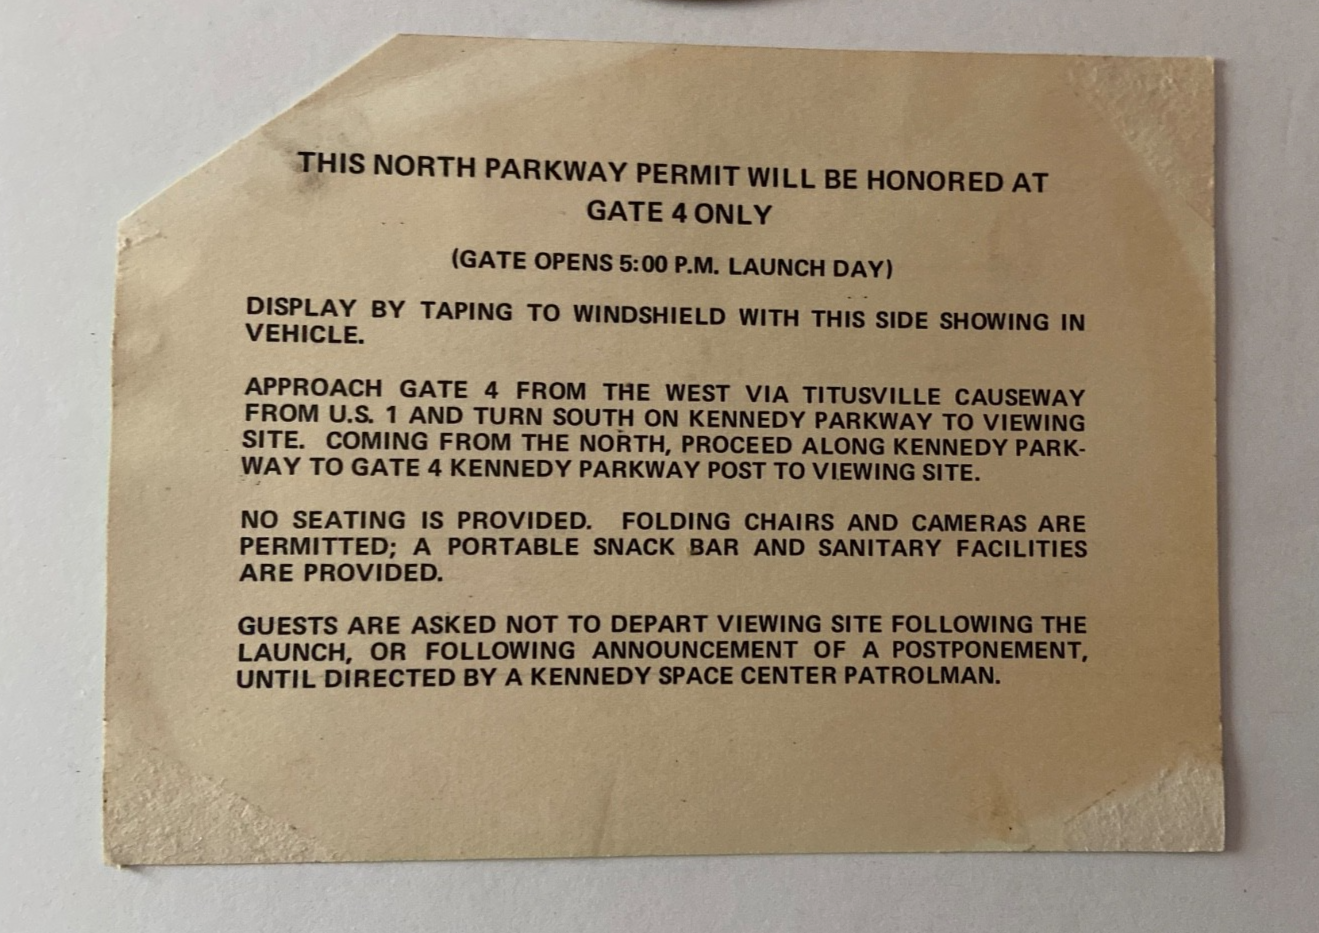 THIS NORTH PARKWAY PERMIT WILL BE HONORED AT
GATE 4 ONLY
(GATE OPENS 5:00 P.M. LAUNCH DAY)
DISPLAY BY TAPING TO WINDSHIELD WITH THIS SIDE SHOWING IN
VEHICLE.
APPROACH GATE 4 FROM THE WEST VIA TITUSVILLE CAUSEWAY
FROM U.S. 1 AND TURN SOUTH ON KENNEDY PARKWAY TO VIEWING
SITE. COMING FROM THE NORTH, PROCEED ALONG KENNEDY PARK-
WAY TO GATE 4 KENNEDY PARKWAY POST TO VIEWING SITE.
NO SEATING IS PROVIDED. FOLDING CHAIRS AND CAMERAS ARE
PERMITTED; A PORTABLE SNACK BAR AND SANITARY FACILITIES
ARE PROVIDED.
GUESTS ARE ASKED NOT TO DEPART VIEWING SITE FOLLOWING THE
LAUNCH, OR FOLLOWING ANNOUNCEMENT OF A POSTPONEMENT,
UNTIL DIRECTED BY A KENNEDY SPACE CENTER PATROLMAN.